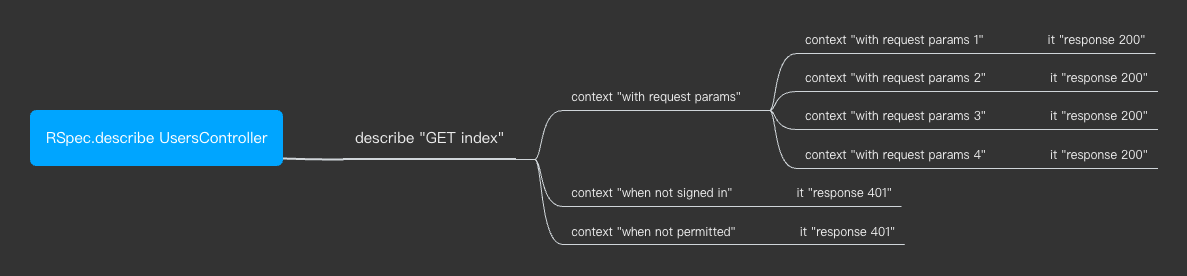 RSpec.describe UsersController
describe "GET index"
context "with request params"
context "with request params 1"
it "response 200"
context "with request params 2"
it "response 200"
context "with request params 3"
it "response 200"
context "with request params 4"
it "response 200"
context "when not signed in"
it "response 401"
context "when not permitted"
it "response 401"